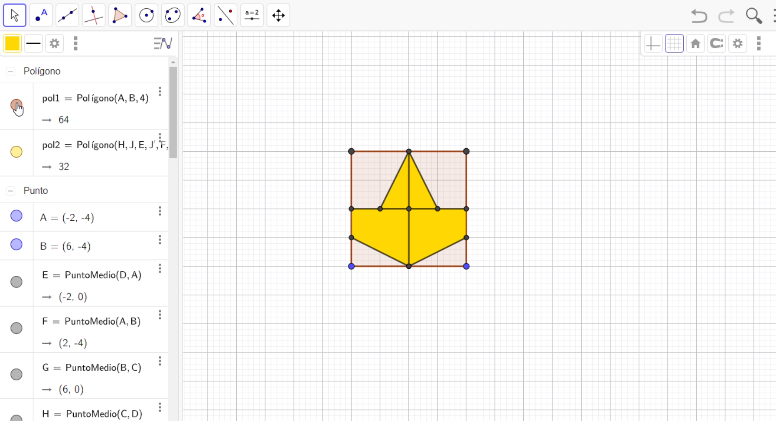 A
α°
a=2
Polígono
pol1 = Polígono(A, B, 4)
→ 64
pol2 = Polígono(H, J, E, J', F,
→ 32
Punto
A = (-2, -4)
B = (6, -4)
E = PuntoMedio(D, A)
→ (-2, 0)
F = PuntoMedio(A, B)
→ (2, -4)
G = PuntoMedio(B, C)
→ (6, 0)
H = PuntoMedio(C, D)